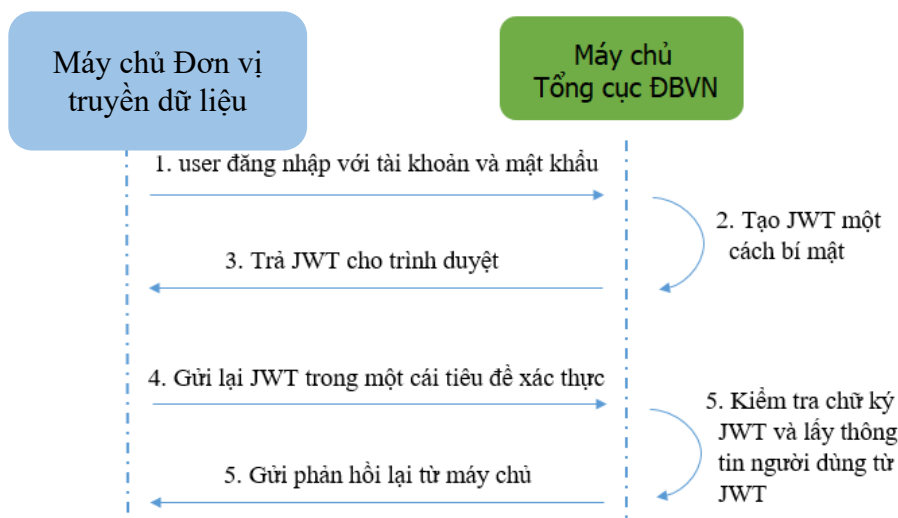 Máy chủ Đơn vị
truyền dữ liệu
Máy chủ
Tổng cục ĐBVN
1. user đăng nhập với tài khoản và mật khẩu
2. Tạo JWT một
cách bí mật
3. Trả JWT cho trình duyệt
4. Gửi lại JWT trong một cái tiêu đề xác thực
5. Kiểm tra chữ ký
JWT và lấy thông
tin người dùng từ
JWT
5. Gửi phản hồi lại từ máy chủ